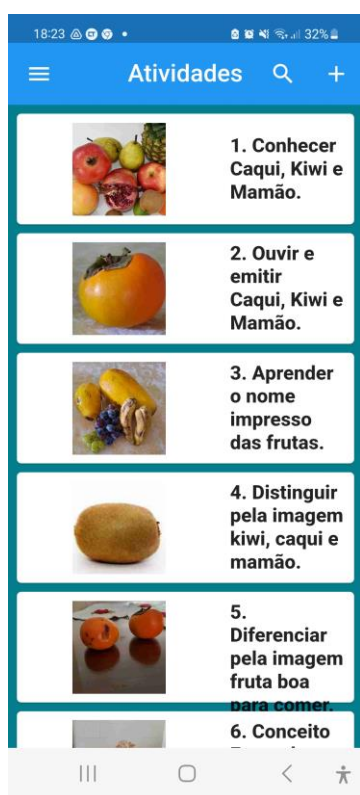 18:23
32%
Atividades
1. Conhecer
Caqui, Kiwi e
Mamão.
2. Ouvir e
emitir
Caqui, Kiwi e
Mamão.
3. Aprender
o nome
impresso
das frutas.
4. Distinguir
pela imagem
kiwi, caqui e
mamão.
5.
Diferenciar
pela imagem
fruta boa
para comer.
6. Conceito